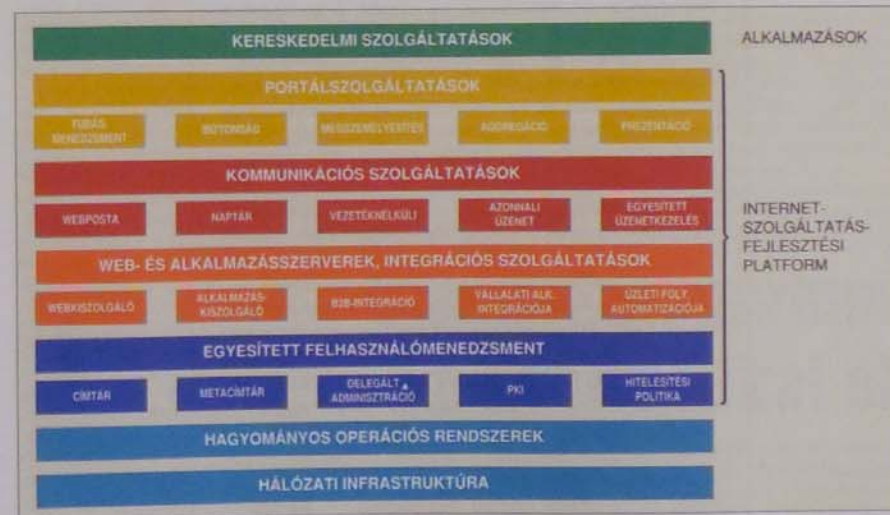 KERESKEDELMI SZOLGÁLTATÁSOK
ALKALMAZÁSOK
PORTÁLSZOLGÁLTATÁSOK
TUDÁS-
MENEDZSMENT
BIZTONSÁG
MEGSZEMÉLYESÍTÉS
AGGREGÁCIÓ
PREZENTÁCIÓ
KOMMUNIKÁCIÓS SZOLGÁLTATÁSOK
WEBPOSTA
NAPTÁR
VEZETÉKNÉLKÜLI
AZONNALI
ÜZENET
EGYESÍTETT
ÜZENETKEZELÉS
INTERNET-
SZOLGÁLTATÁS-
FEJLESZTÉSI
PLATFORM
WEB- ÉS ALKALMAZÁSSZERVEREK, INTEGRÁCIÓS SZOLGÁLTATÁSOK
WEBKISZOLGÁLÓ
ALKALMAZÁS-
KISZOLGÁLÓ
B2B-INTEGRÁCIÓ
VÁLLALATI ALK.
INTEGRÁCIÓJA
ÜZLETI FOLY.
AUTOMATIZÁCIÓJA
EGYESÍTETT FELHASZNÁLÓMENEDZSMENT
CÍMTÁR
METACÍMTÁR
DELEGÁLT
ADMINISZTRÁCIÓ
PKI
HITELESÍTÉSI
POLITIKA
HAGYOMÁNYOS OPERÁCIÓS RENDSZEREK
HÁLÓZATI INFRASTRUKTÚRA